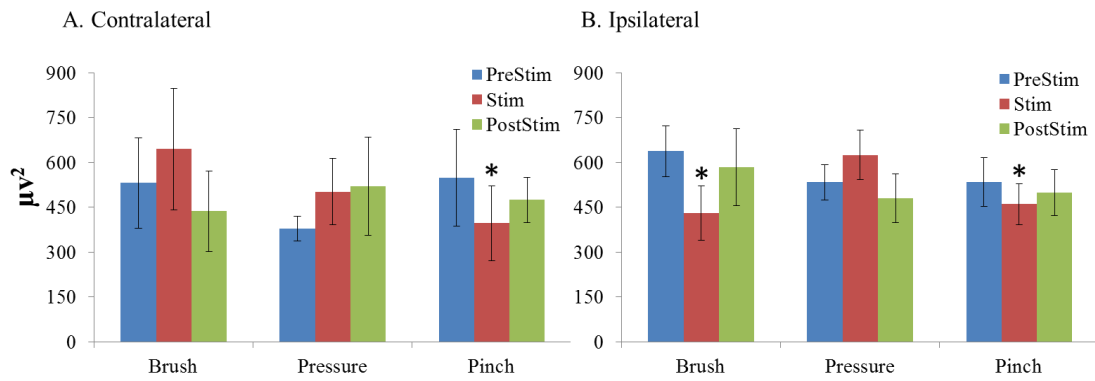 A. Contralateral
B. Ipsilateral
μv²
900
750
600
450
300
150
0
PreStim
Stim
PostStim
*
Brush
Pressure
Pinch
900
750
600
450
300
150
0
PreStim
Stim
PostStim
*
*
Brush
Pressure
Pinch